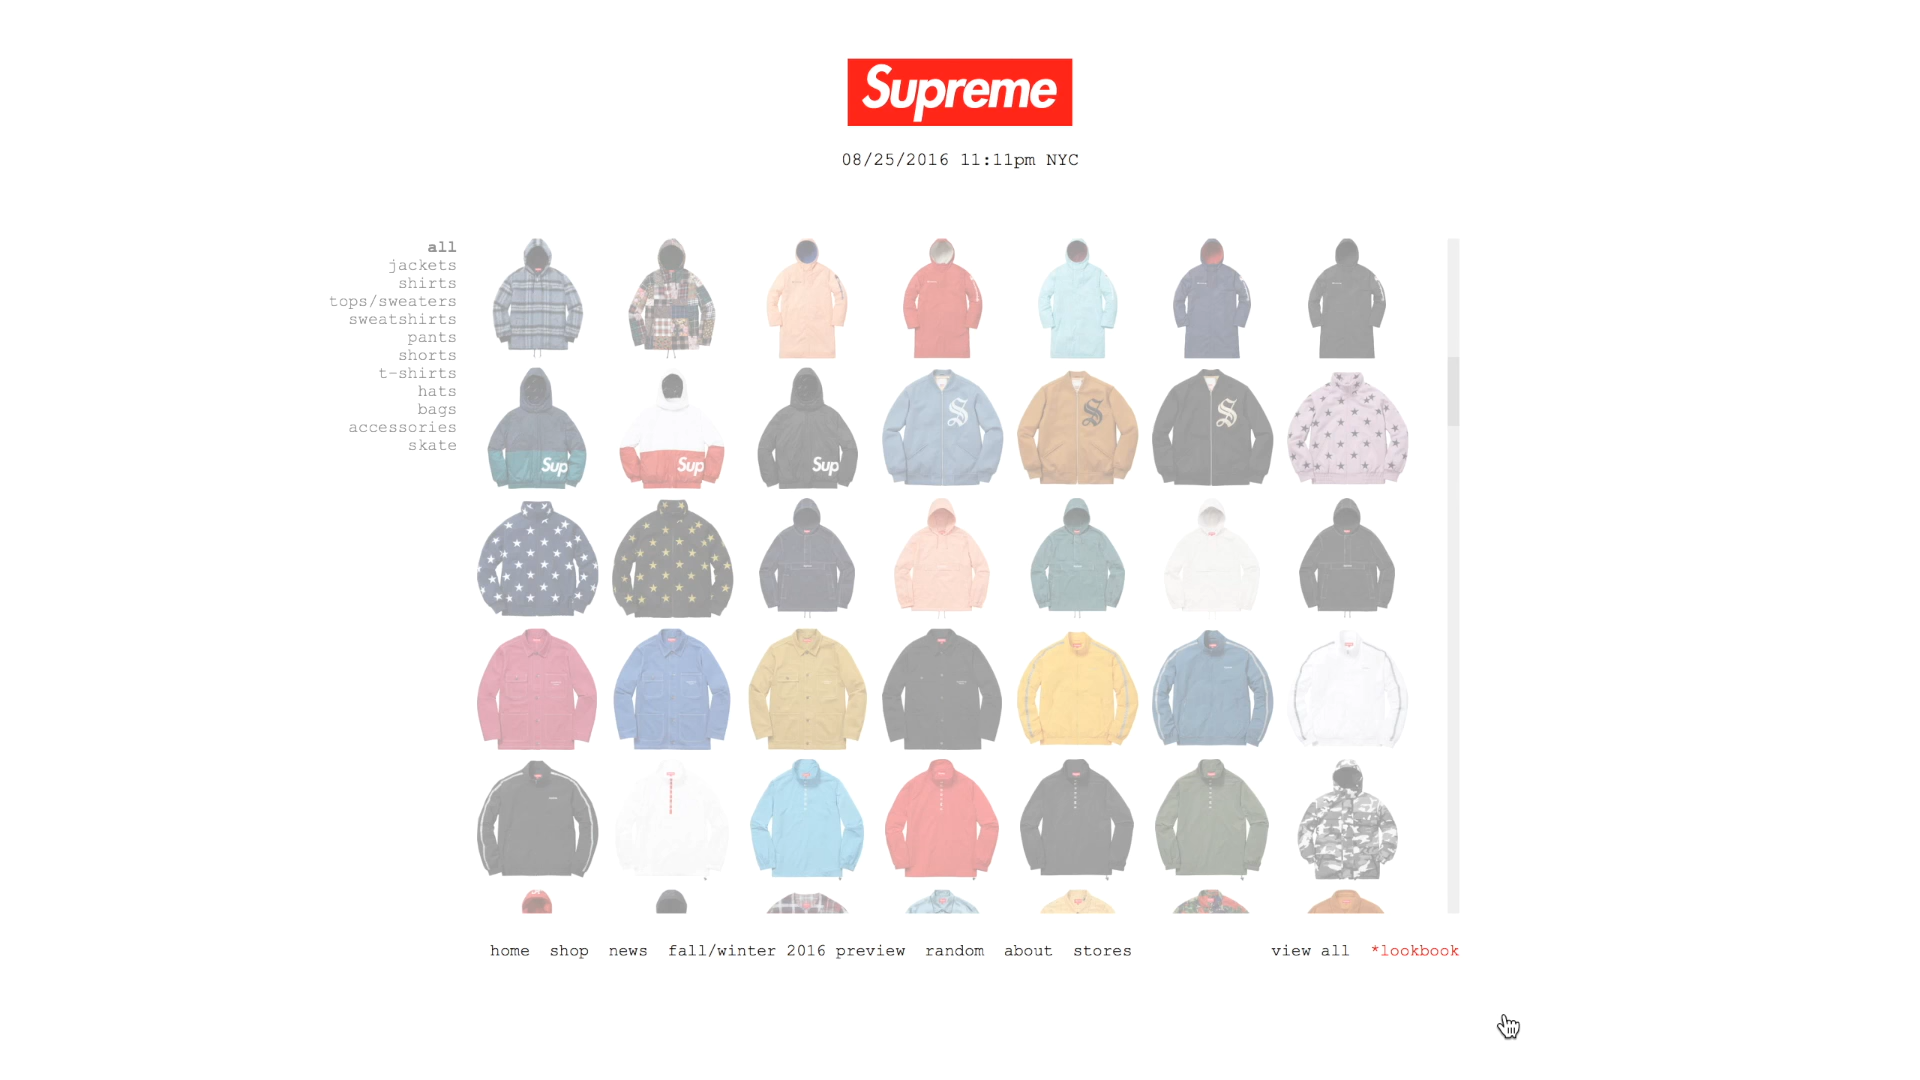 Supreme
08/25/2016 11:11pm NYC
all
jackets
shirts
tops/sweaters
sweatshirts
pants
shorts
t-shirts
hats
bags
accessories
skate
S
S
S
Sup
Sup
Sup
home shop news fall/winter 2016 preview random about stores view all *lookbook